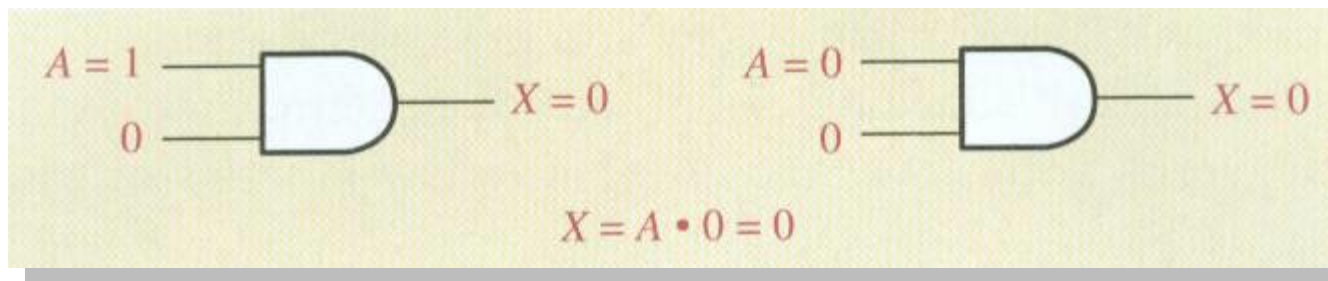 A = 1
0
X = 0
A = 0
0
X = 0
X = A • 0 = 0